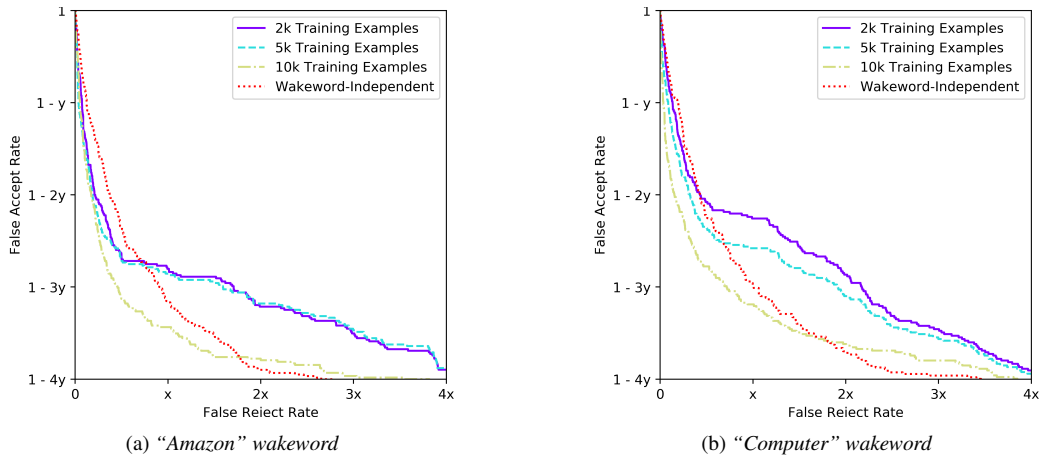 1
1 - y
1 - 2y
1 - 3y
1 - 4y
False Accept Rate
2k Training Examples
5k Training Examples
10k Training Examples
Wakeword-Independent
0
x
2x
3x
4x
False Reject Rate
(a) “Amazon” wakeword
1
1 - y
1 - 2y
1 - 3y
1 - 4y
False Accept Rate
2k Training Examples
5k Training Examples
10k Training Examples
Wakeword-Independent
0
x
2x
3x
4x
False Reject Rate
(b) “Computer” wakeword